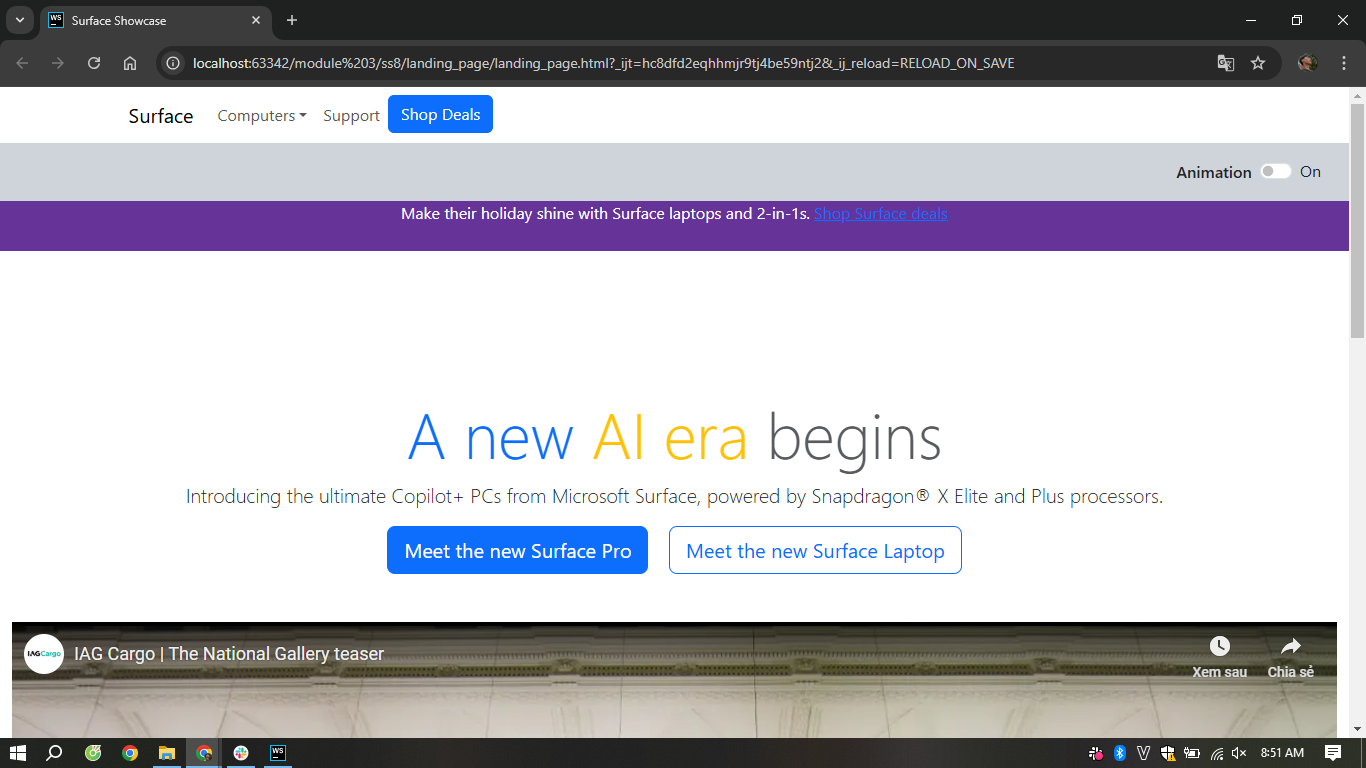 Surface Showcase
localhost:63342/module%203/ss8/landing_page/landing_page.html?_ijt=hc8dfd2eqhhmjr9tj4be59ntj2&_ij_reload=RELOAD_ON_SAVE
Surface Computers Support Shop Deals
Animation On
Make their holiday shine with Surface laptops and 2-in-1s. Shop Surface deals
A new AI era begins
Introducing the ultimate Copilot+ PCs from Microsoft Surface, powered by Snapdragon® X Elite and Plus processors.
Meet the new Surface Pro Meet the new Surface Laptop
IAG Cargo IAG Cargo | The National Gallery teaser
Xem sau Chia sẻ
WS 8:51 AM